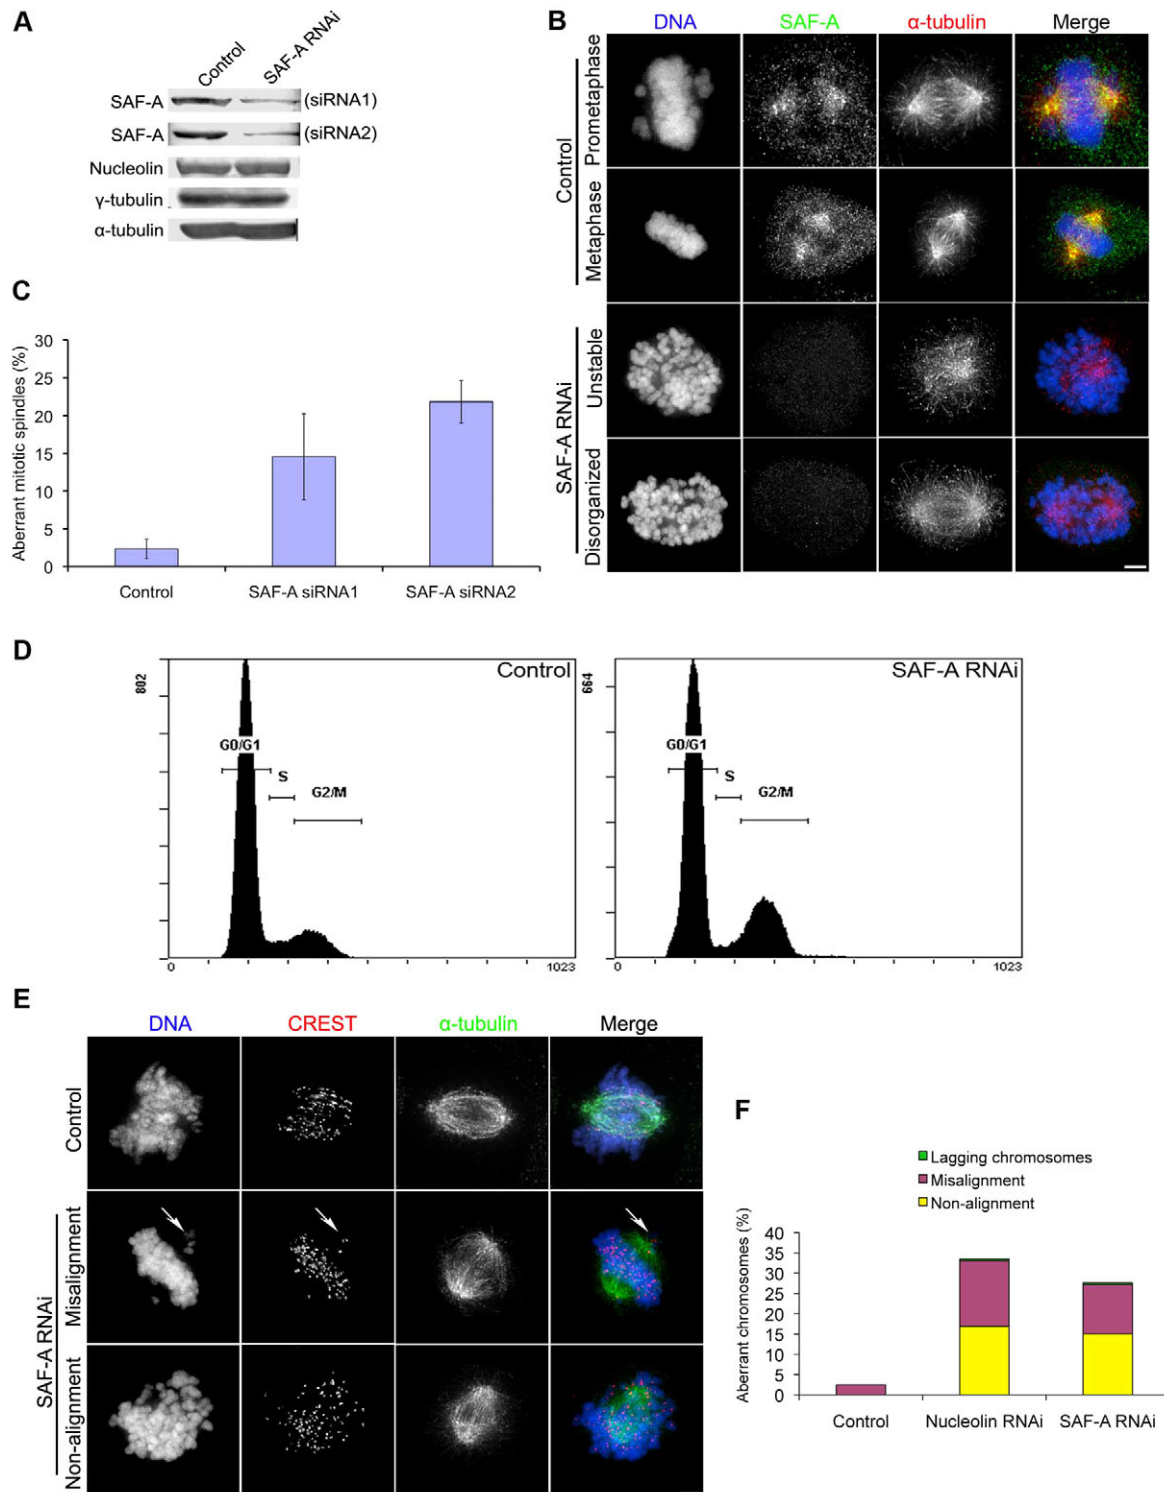 A
Control
SAF-A RNAi
SAF-A
(siRNA1)
SAF-A
(siRNA2)
Nucleolin
γ-tubulin
α-tubulin
B
DNA
SAF-A
α-tubulin
Merge
Control
Prometaphase
Metaphase
SAF-A RNAi
Unstable
Disorganized
C
Aberrant mitotic spindles (%)
30
25
20
15
10
5
0
Control
SAF-A siRNA1
SAF-A siRNA2
D
802
Control
G0/G1
S
G2/M
0
1023
664
SAF-A RNAi
G0/G1
S
G2/M
0
1023
E
DNA
CREST
α-tubulin
Merge
Control
SAF-A RNAi
Misalignment
Non-alignment
F
Lagging chromosomes
Misalignment
Non-alignment
Aberrant chromosomes (%)
40
35
30
25
20
15
10
5
0
Control
Nucleolin RNAi
SAF-A RNAi